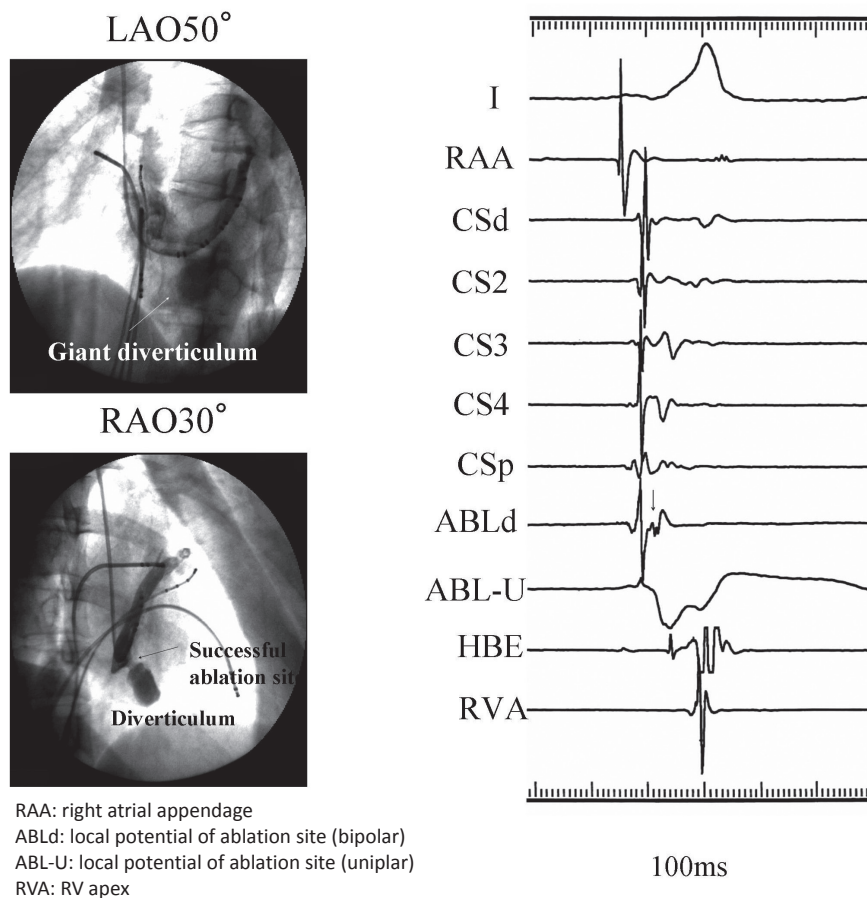 LAO50°
Giant diverticulum
RAO30°
Successful
ablation sit
Diverticulum
RAA: right atrial appendage
ABLd: local potential of ablation site (bipolar)
ABL-U: local potential of ablation site (uniplar)
RVA: RV apex
I
RAA
CSd
CS2
CS3
CS4
CSp
ABLd
ABL-U
HBE
RVA
100ms